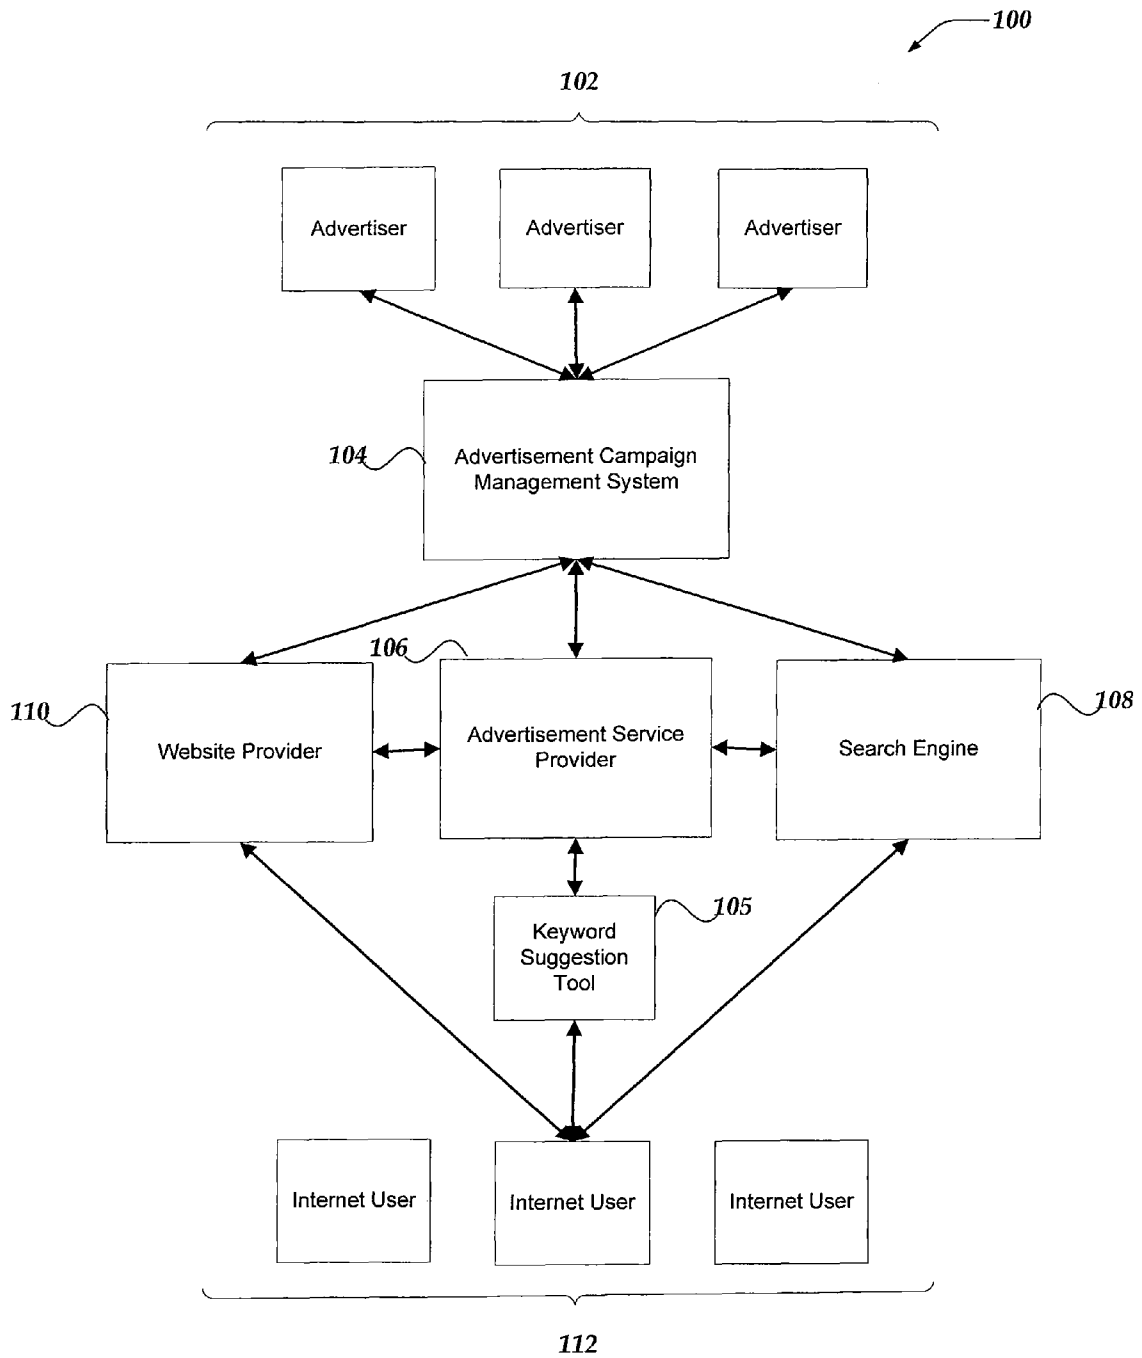 100
102
Advertiser
Advertiser
Advertiser
104
Advertisement Campaign
Management System
106
110
108
Website Provider
Advertisement Service
Provider
Search Engine
105
Keyword
Suggestion
Tool
Internet User
Internet User
Internet User
112